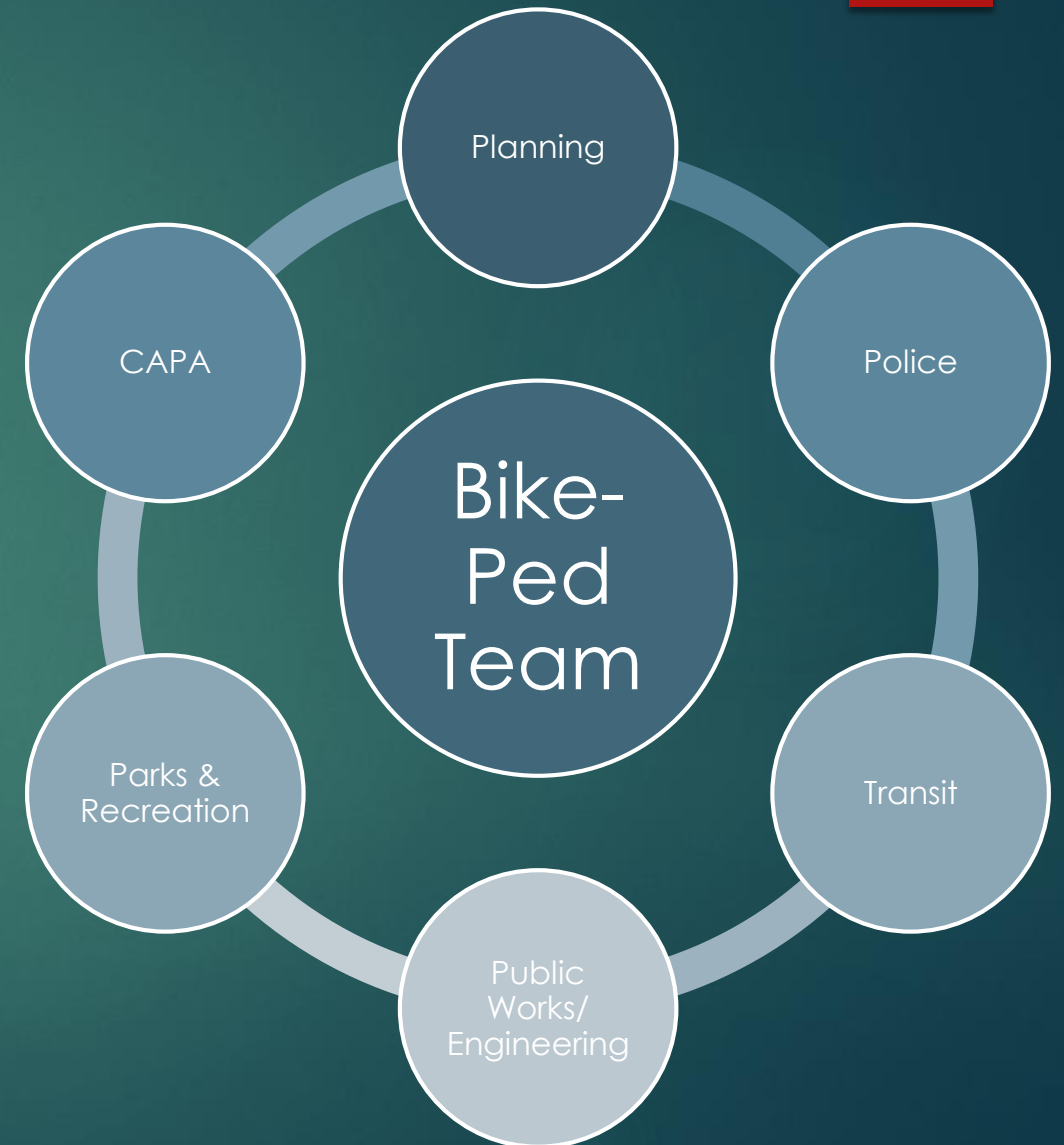 Planning
Police
Transit
Public
Works/
Engineering
Parks &
Recreation
CAPA
Bike-
Ped
Team